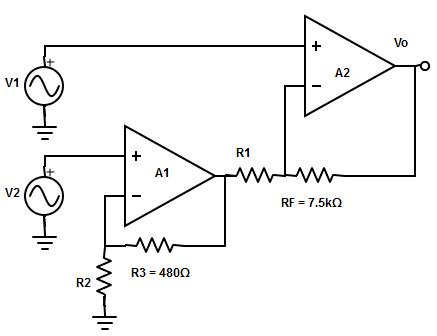 Vo
+
V1
+
A2
-
R1
+
V2
+
A1
-
RF = 7.5kΩ
R2
R3 = 480Ω